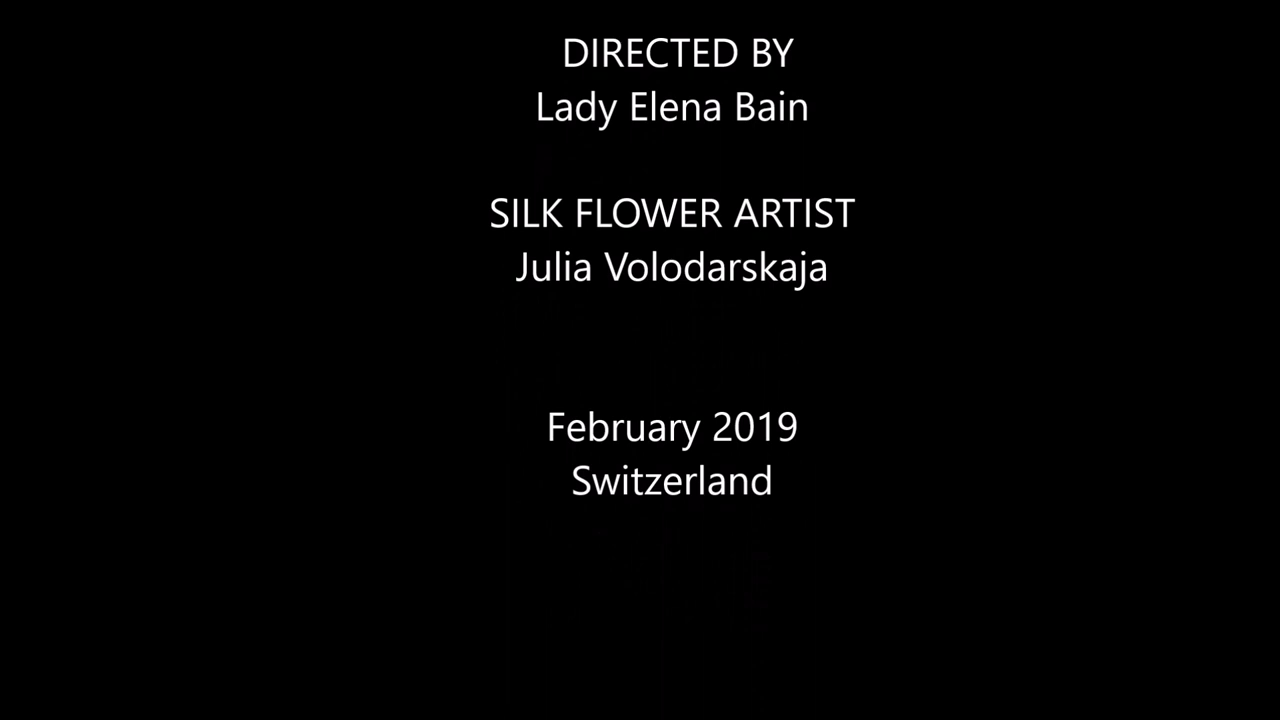 DIRECTED BY
Lady Elena Bain
SILK FLOWER ARTIST
Julia Volodarskaja
February 2019
Switzerland